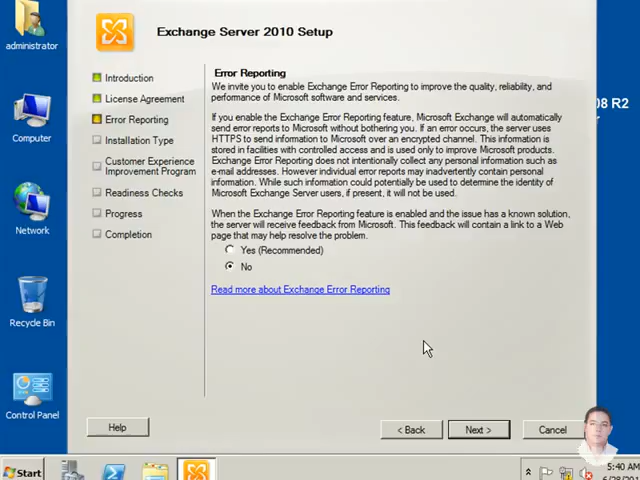 administrator
Exchange Server 2010 Setup
Introduction
License Agreement
Error Reporting
Installation Type
Customer Experience
Improvement Program
Readiness Checks
Progress
Completion
Error Reporting
We invite you to enable Exchange Error Reporting to improve the quality, reliability, and
performance of Microsoft software and services.
If you enable the Exchange Error Reporting feature, Microsoft Exchange will automatically
send error reports to Microsoft without bothering you. If an error occurs, the server uses
HTTPS to send information to Microsoft over an encrypted channel. This information is
stored in facilities with controlled access and is used only to improve Microsoft products.
Exchange Error Reporting does not intentionally collect any personal information such as
e-mail addresses. However individual error reports may inadvertently contain personal
information. While such information could potentially be used to determine the identity of
Microsoft Exchange Server users, if present, it will not be used.
When the Exchange Error Reporting feature is enabled and the issue has a known solution,
the server will receive feedback from Microsoft. This feedback will contain a link to a Web
page that may help resolve the problem.
Yes (Recommended)
No
Read more about Exchange Error Reporting
Help
< Back
Next >
Cancel
Computer
Network
Recycle Bin
Control Panel
08 R2
Start
5:40 AM